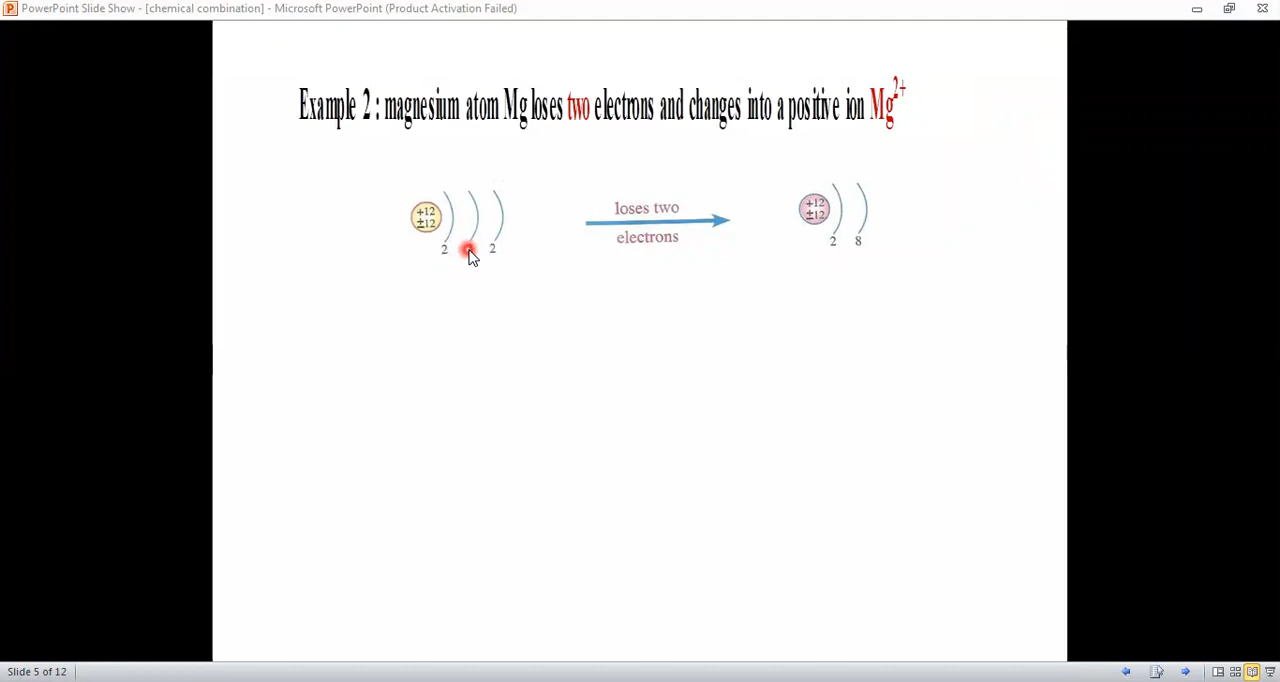 PowerPoint Slide Show - [chemical combination] - Microsoft PowerPoint (Product Activation Failed)
Example 2 : magnesium atom Mg loses two electrons and changes into a positive ion Mg2+
+12
±12
2 2
loses two
electrons
+12
±12
2 8
Slide 5 of 12